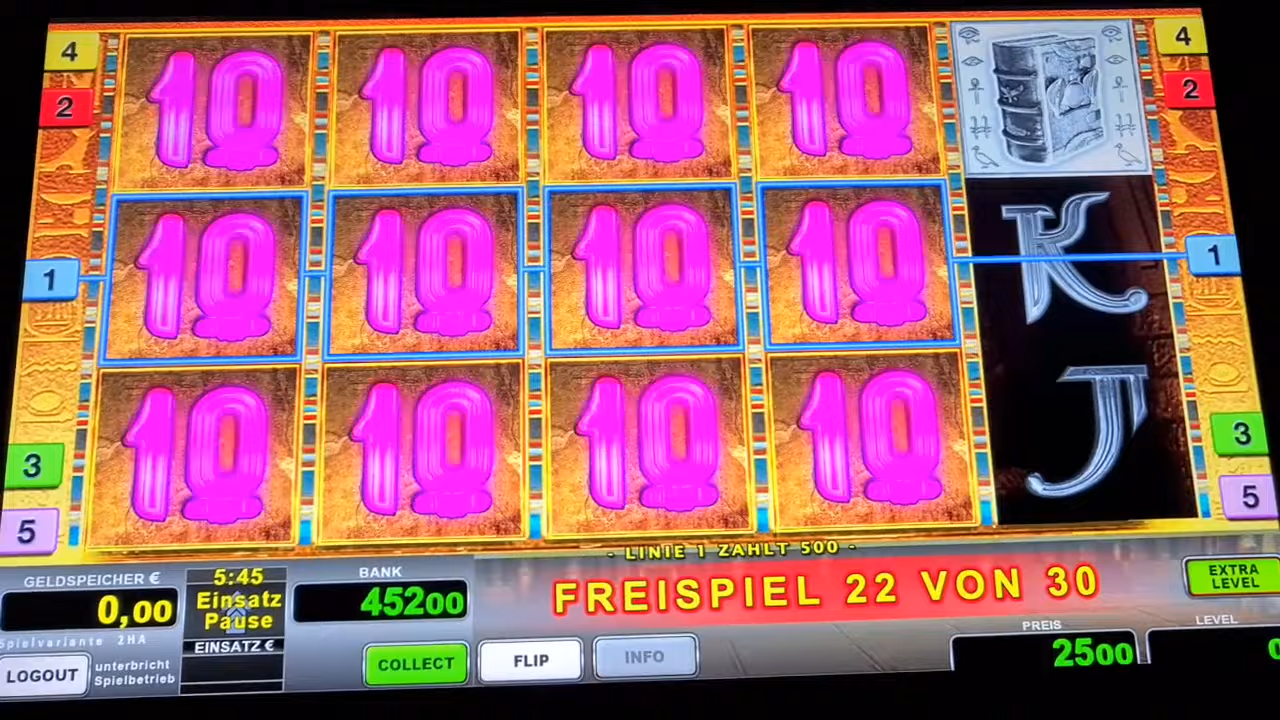 4 10 10 10 10 4
2 2
1 10 10 10 10 K 1
3 10 10 10 10 J 3
5 5
- LINIE 1 ZAHLT 500 -
GELDSPEICHER €
0,00
5:45
Einsatz
Pause
BANK
45200
FREISPIEL 22 VON 30
EXTRA
LEVEL
Spielvariante 2HA
EINSATZ €
LOGOUT
unterbricht
Spielbetrieb
COLLECT
FLIP
INFO
PREIS
2500
LEVEL
0